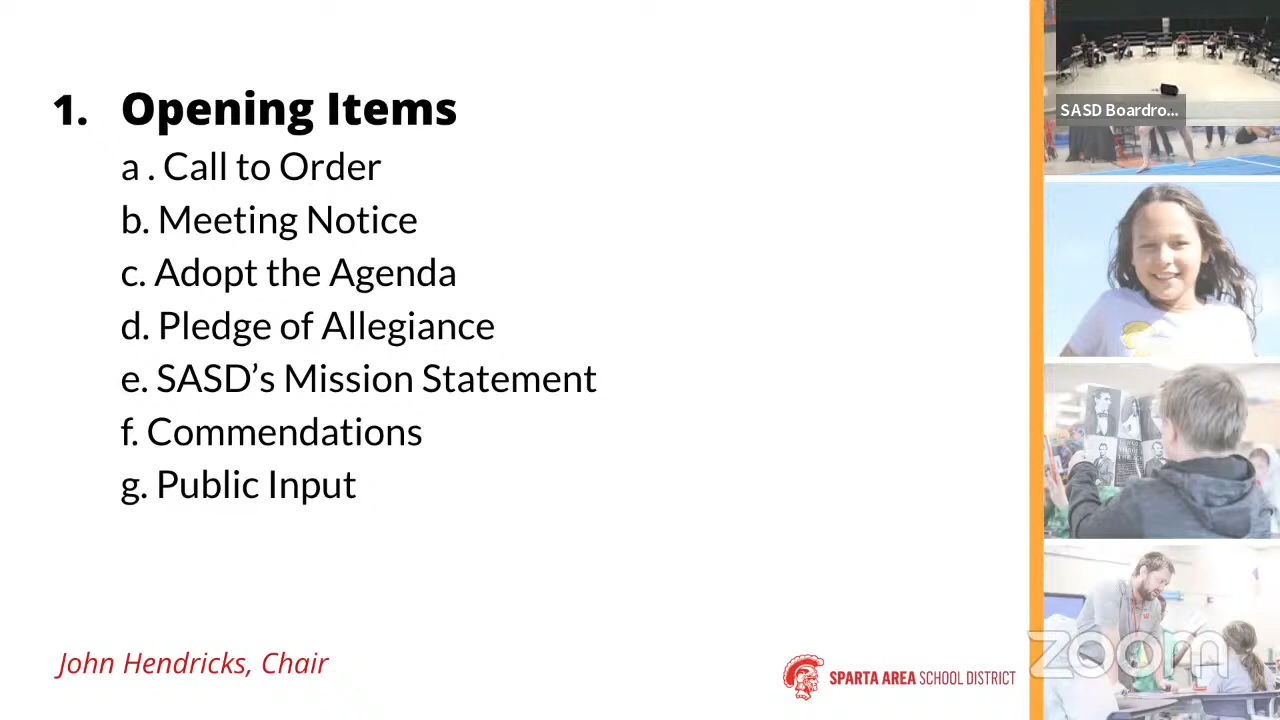 1. Opening Items
a . Call to Order
b. Meeting Notice
c. Adopt the Agenda
d. Pledge of Allegiance
e. SASD’s Mission Statement
f. Commendations
g. Public Input
John Hendricks, Chair
SPARTA AREA SCHOOL DISTRICT
SASD Boardro...
zoom